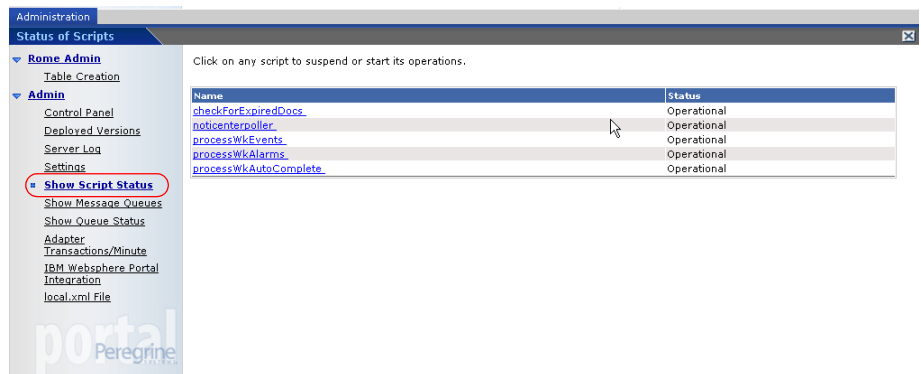 Administration
Status of Scripts
Rome Admin
Table Creation
Admin
Control Panel
Deployed Versions
Server Log
Settings
Show Script Status
Show Message Queues
Show Queue Status
Adapter
Transactions/Minute
IBM Websphere Portal
Integration
local.xml File
portal
Peregrine
Click on any script to suspend or start its operations.
Name Status
checkForExpiredDocs Operational
noticenterpoller Operational
processWkEvents Operational
processWkAlarms Operational
processWkAutoComplete Operational